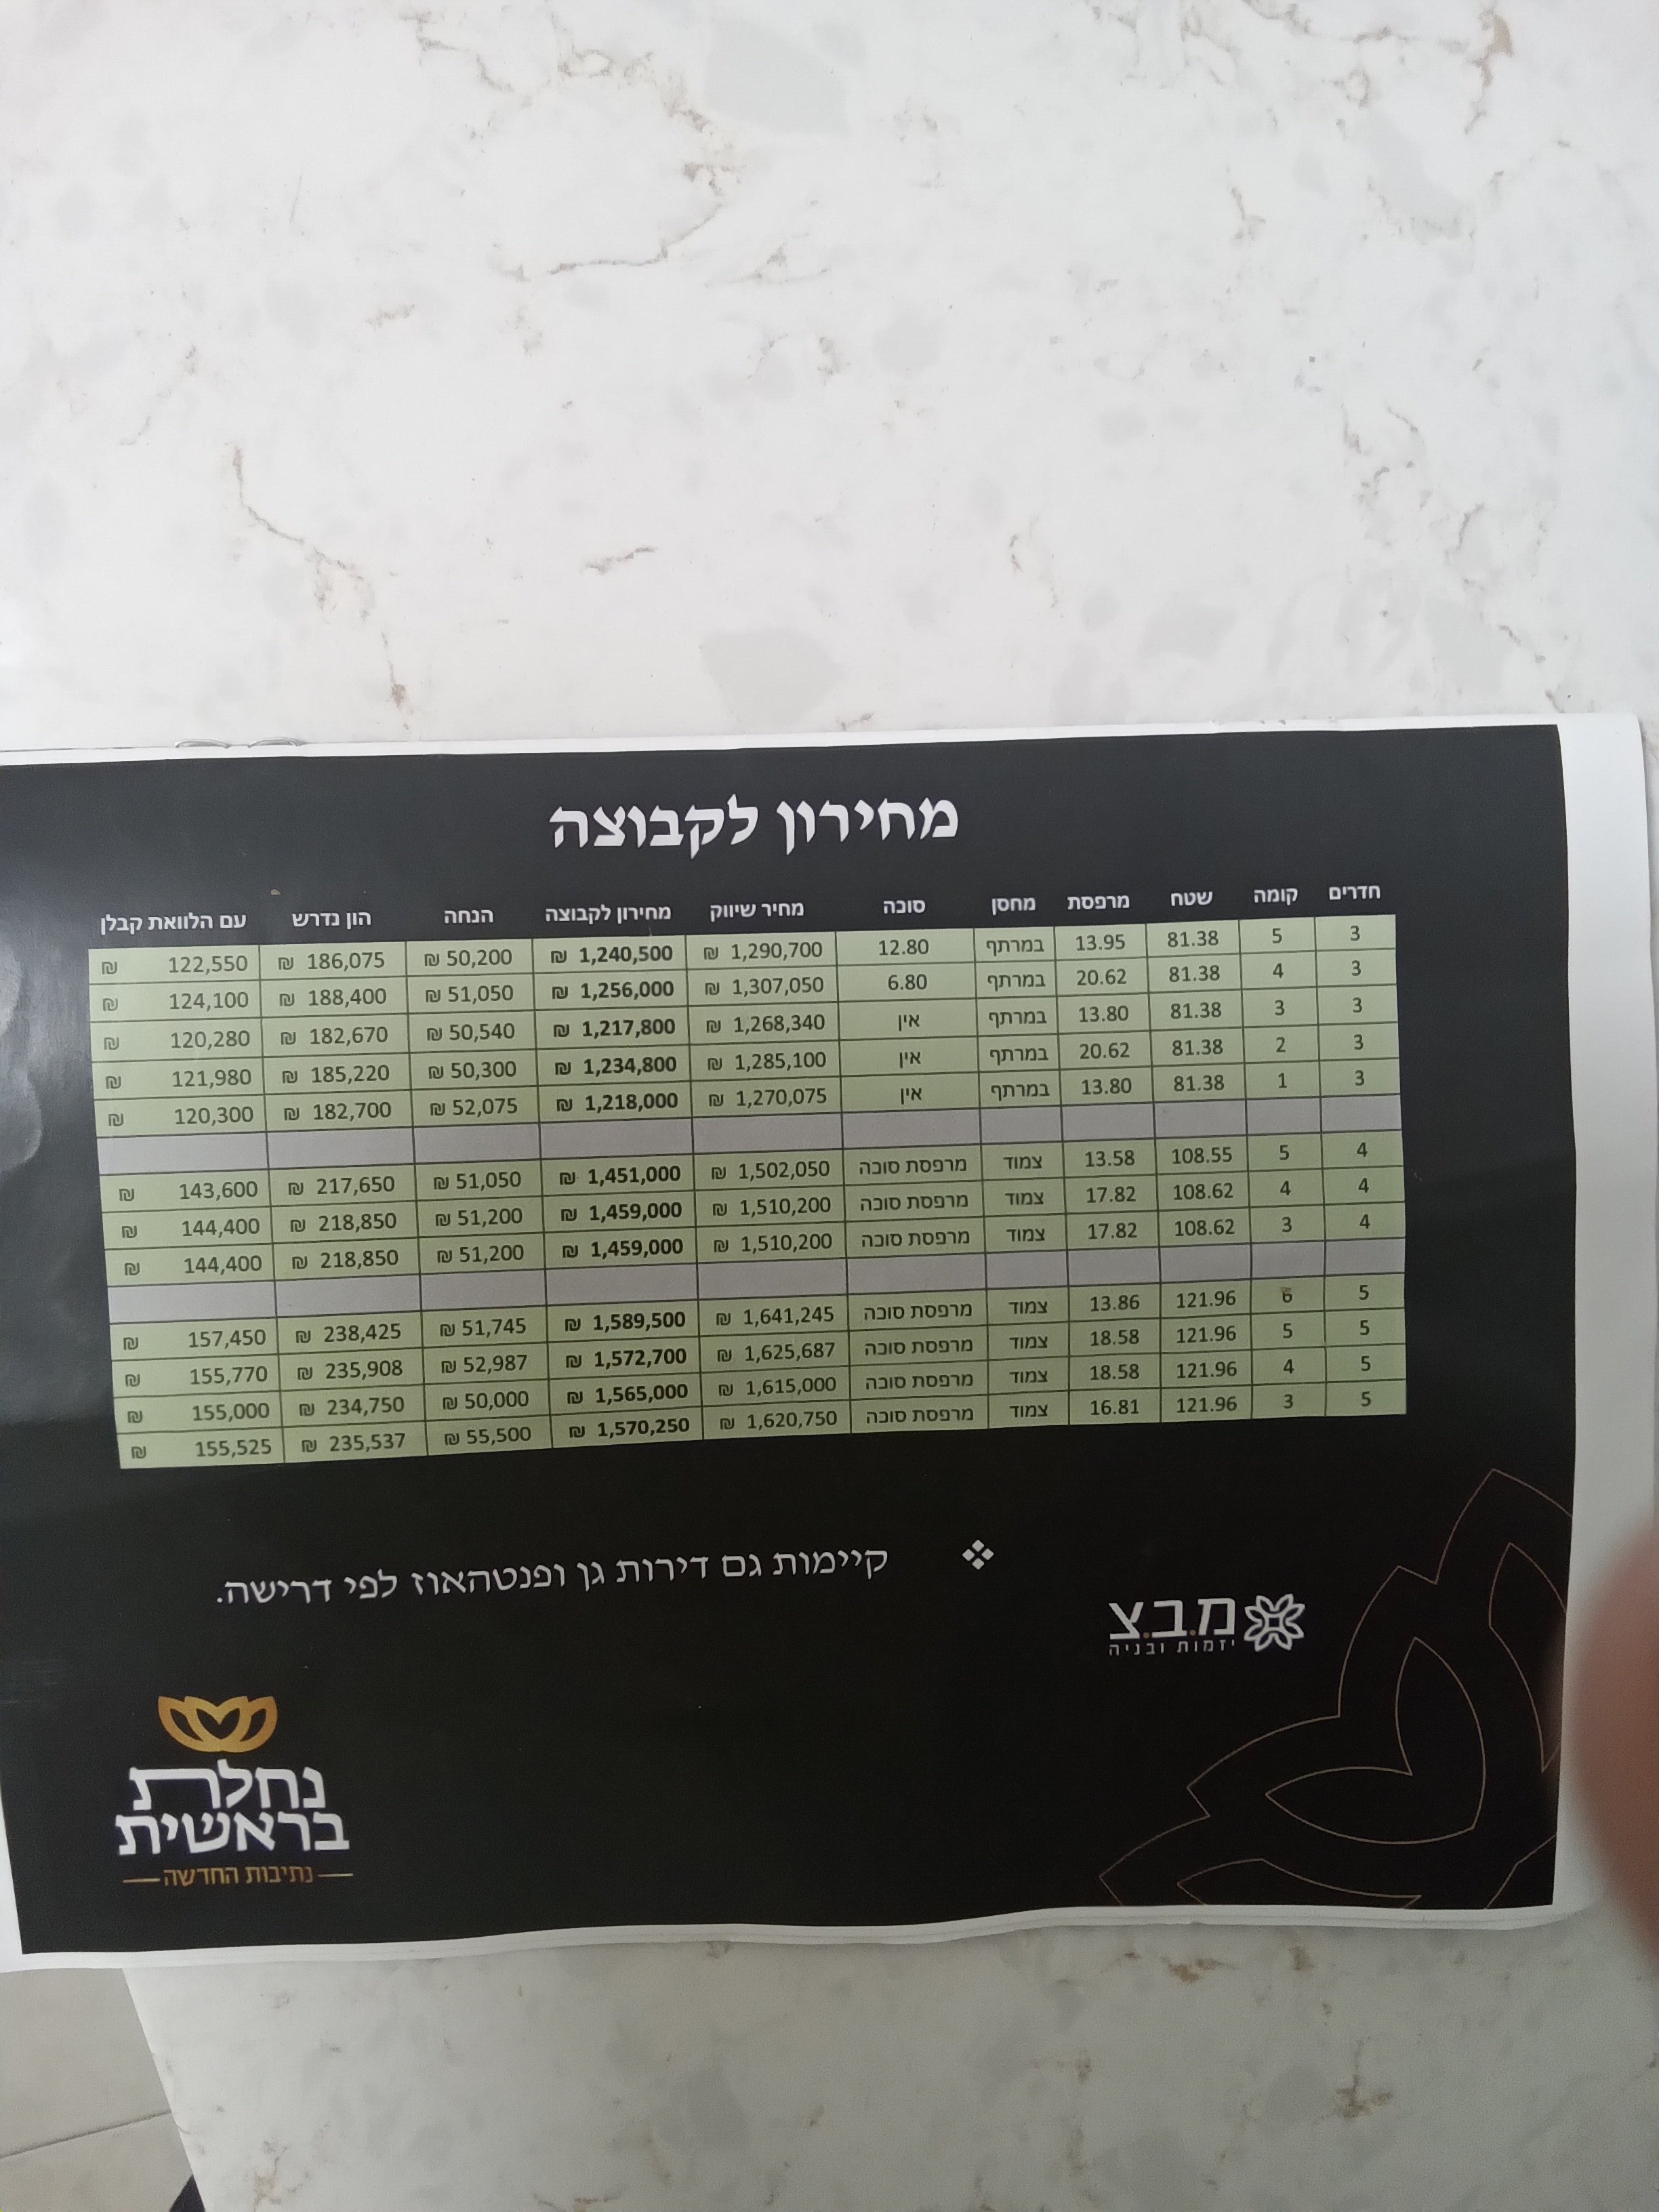 מחירון לקבוצה
חדרים קומה שטח מרפסת מחסן סוכה מחיר שיווק מחירון לקבוצה הנחה הון נדרש עם הלוואת קבלן
3 5 81.38 13.95 במרתף 12.80 1,290,700 ₪ 1,240,500 ₪ 50,200 ₪ 186,075 ₪ 122,550 ₪
3 4 81.38 20.62 במרתף 6.80 1,307,050 ₪ 1,256,000 ₪ 51,050 ₪ 188,400 ₪ 124,100 ₪
3 3 81.38 13.80 במרתף אין 1,268,340 ₪ 1,217,800 ₪ 50,540 ₪ 182,670 ₪ 120,280 ₪
3 2 81.38 20.62 במרתף אין 1,285,100 ₪ 1,234,800 ₪ 50,300 ₪ 185,220 ₪ 121,980 ₪
3 1 81.38 13.80 במרתף אין 1,270,075 ₪ 1,218,000 ₪ 52,075 ₪ 182,700 ₪ 120,300 ₪
4 5 108.55 13.58 צמוד מרפסת סוכה 1,502,050 ₪ 1,451,000 ₪ 51,050 ₪ 217,650 ₪ 143,600 ₪
4 4 108.62 17.82 צמוד מרפסת סוכה 1,510,200 ₪ 1,459,000 ₪ 51,200 ₪ 218,850 ₪ 144,400 ₪
4 3 108.62 17.82 צמוד מרפסת סוכה 1,510,200 ₪ 1,459,000 ₪ 51,200 ₪ 218,850 ₪ 144,400 ₪
5 6 121.96 13.86 צמוד מרפסת סוכה 1,641,245 ₪ 1,589,500 ₪ 51,745 ₪ 238,425 ₪ 157,450 ₪
5 5 121.96 18.58 צמוד מרפסת סוכה 1,625,687 ₪ 1,572,700 ₪ 52,987 ₪ 235,908 ₪ 155,770 ₪
5 4 121.96 18.58 צמוד מרפסת סוכה 1,615,000 ₪ 1,565,000 ₪ 50,000 ₪ 234,750 ₪ 155,000 ₪
5 3 121.96 16.81 צמוד מרפסת סוכה 1,620,750 ₪ 1,570,250 ₪ 55,500 ₪ 235,537 ₪ 155,525 ₪
❖ קיימות גם דירות גן ופנטהאוז לפי דרישה.
מ.ב.צ
יזמות ובניה
נחלת
בראשית
נתיבות החדשה